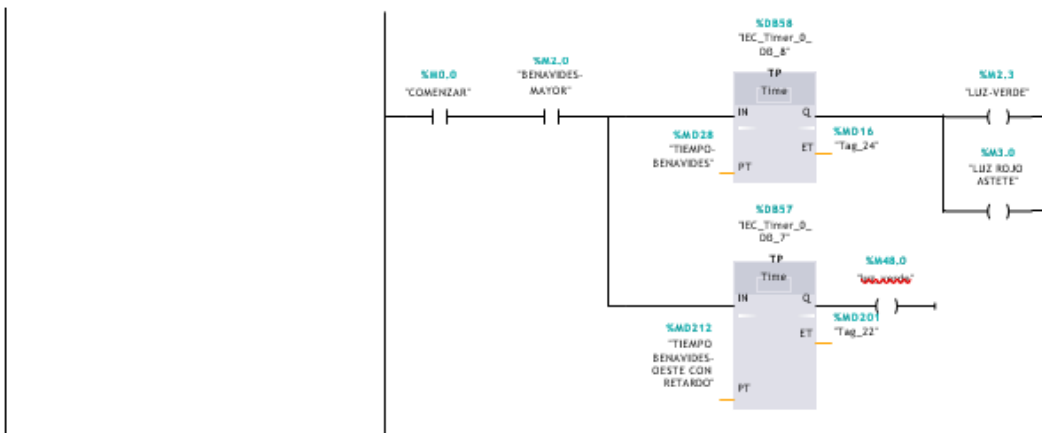 %DB58
"IEC_Timer_0_
DB_8"
%M0.0
"COMENZAR"
%M2.0
"BENAVIDES-
MAYOR"
TP
Time
IN
Q
PT
ET
%MD28
"TIEMPO-
BENAVIDES"
%MD16
"Tag_24"
%M2.3
"LUZ-VERDE"
%M3.0
"LUZ ROJO
ASTETE"
%DB57
"IEC_Timer_0_
DB_7"
TP
Time
IN
Q
PT
ET
%MD212
"TIEMPO
BENAVIDES-
OESTE CON
RETARDO"
%M48.0
%MD201
"Tag_22"